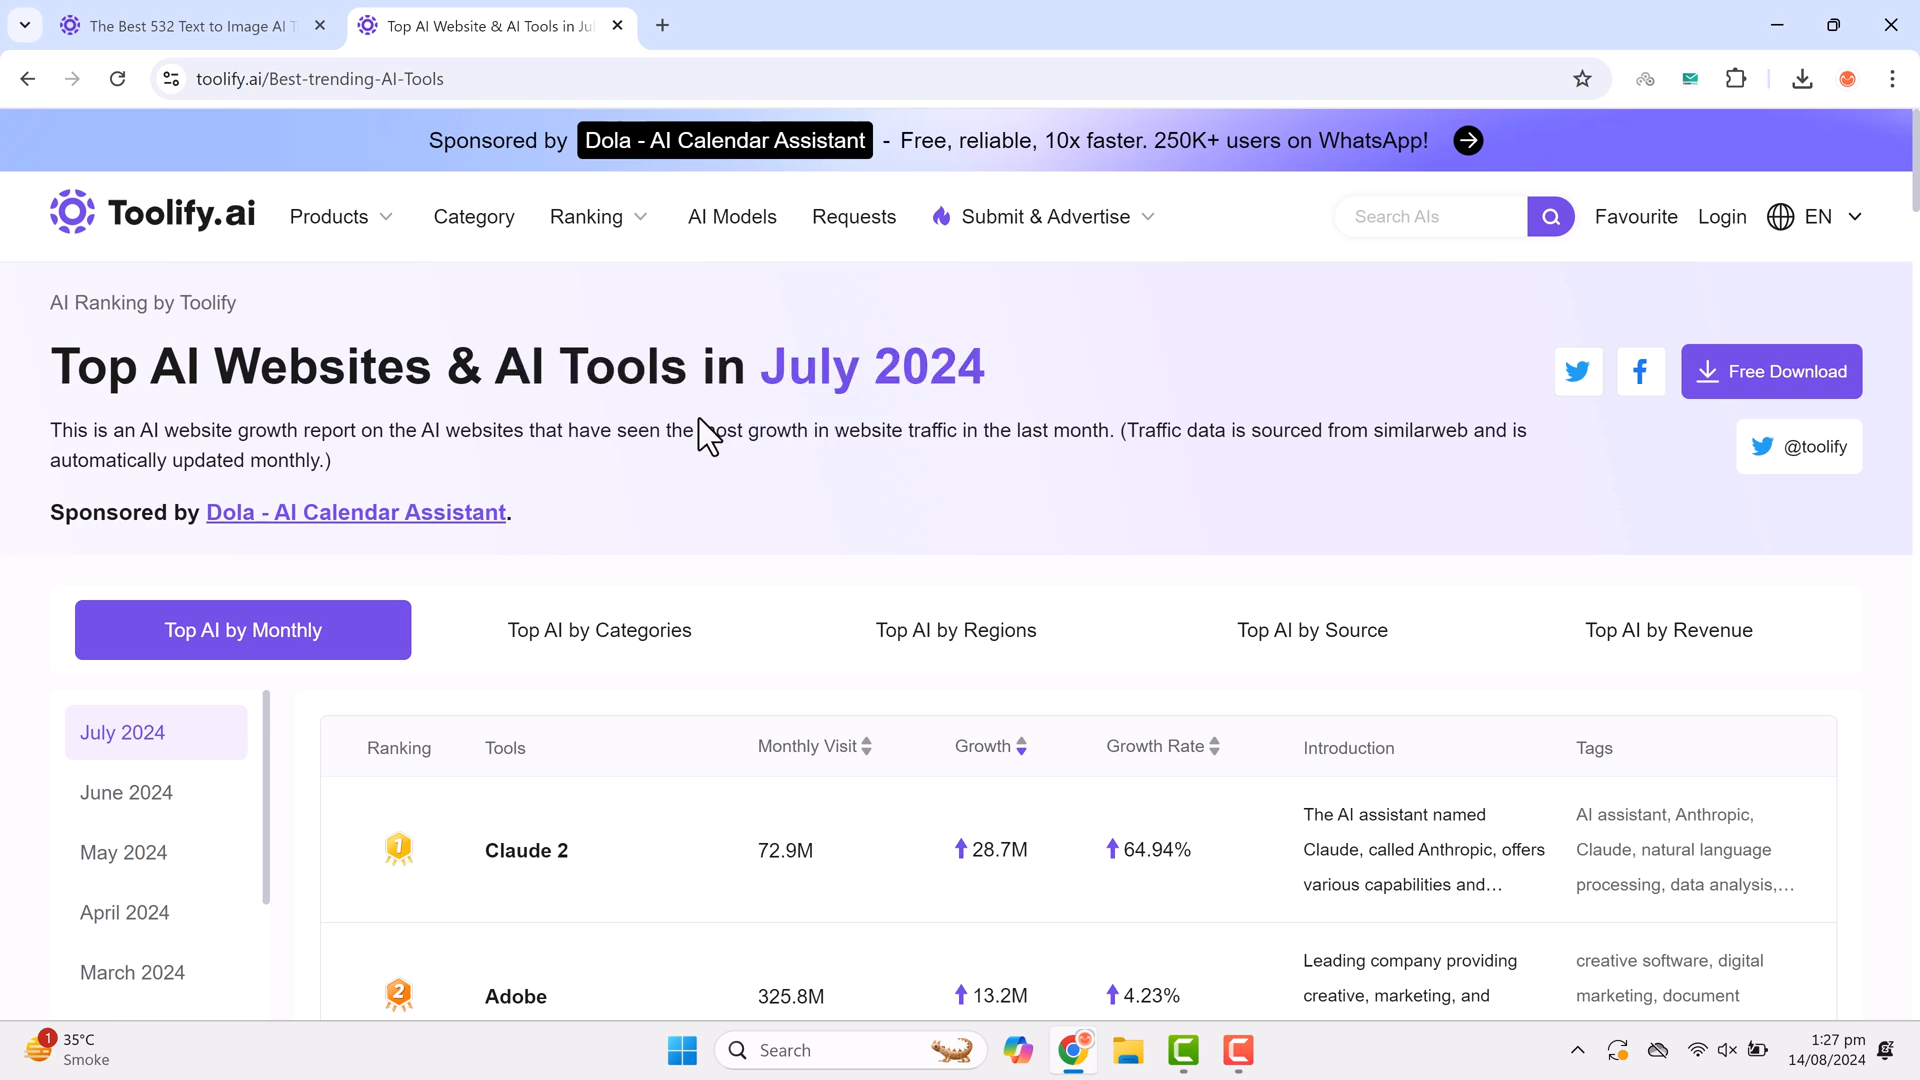 The Best 532 Text to Image AI T
Top AI Website & AI Tools in Jul
toolify.ai/Best-trending-AI-Tools
Sponsored by Dola - AI Calendar Assistant - Free, reliable, 10x faster. 250K+ users on WhatsApp!
Toolify.ai
Products
Category
Ranking
AI Models
Requests
Submit & Advertise
Search AIs
Favourite
Login
EN
AI Ranking by Toolify
Top AI Websites & AI Tools in July 2024
Free Download
This is an AI website growth report on the AI websites that have seen the most growth in website traffic in the last month. (Traffic data is sourced from similarweb and is
automatically updated monthly.)
@toolify
Sponsored by Dola - AI Calendar Assistant.
Top AI by Monthly
Top AI by Categories
Top AI by Regions
Top AI by Source
Top AI by Revenue
July 2024
June 2024
May 2024
April 2024
March 2024
Ranking
Tools
Monthly Visit
Growth
Growth Rate
Introduction
Tags
1
Claude 2
72.9M
28.7M
64.94%
The AI assistant named
Claude, called Anthropic, offers
various capabilities and...
AI assistant, Anthropic,
Claude, natural language
processing, data analysis,...
2
Adobe
325.8M
13.2M
4.23%
Leading company providing
creative, marketing, and
creative software, digital
marketing, document
1
35°C
Smoke
Search
1:27 pm
14/08/2024